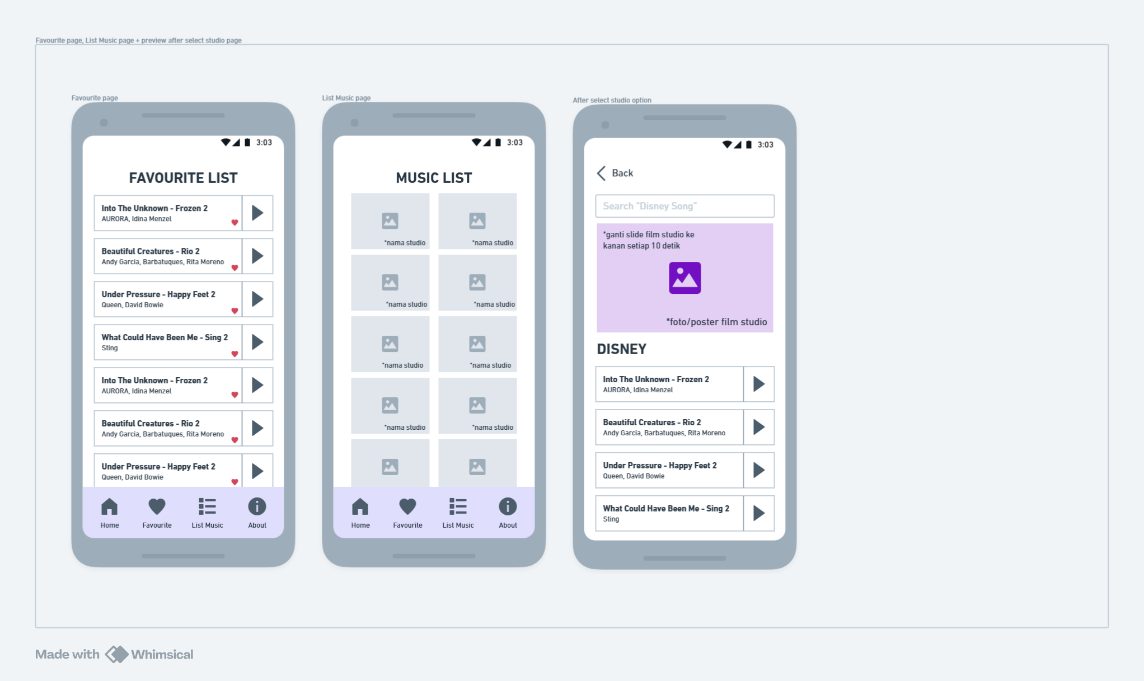 Favourite page, List Music page + preview after select studio page
Favourite page
3:03
FAVOURITE LIST
Into The Unknown - Frozen 2
AURORA, Idina Menzel
Beautiful Creatures - Rio 2
Andy Garcia, Barbatuques, Rita Moreno
Under Pressure - Happy Feet 2
Queen, David Bowie
What Could Have Been Me - Sing 2
Sting
Into The Unknown - Frozen 2
AURORA, Idina Menzel
Beautiful Creatures - Rio 2
Andy Garcia, Barbatuques, Rita Moreno
Under Pressure - Happy Feet 2
Queen, David Bowie
Home Favourite List Music About
List Music page
3:03
MUSIC LIST
*nama studio *nama studio
*nama studio *nama studio
*nama studio *nama studio
*nama studio *nama studio
Home Favourite List Music About
After select studio option
3:03
Back
Search "Disney Song"
*ganti slide film studio ke
kanan setiap 10 detik
*foto/poster film studio
DISNEY
Into The Unknown - Frozen 2
AURORA, Idina Menzel
Beautiful Creatures - Rio 2
Andy Garcia, Barbatuques, Rita Moreno
Under Pressure - Happy Feet 2
Queen, David Bowie
What Could Have Been Me - Sing 2
Sting
Made with Whimsical